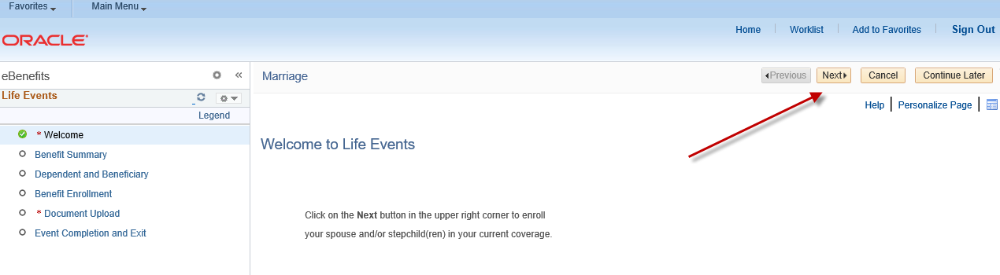 Favorites Main Menu
ORACLE
Home Worklist Add to Favorites Sign Out
eBenefits
Life Events
Legend
* Welcome
Benefit Summary
Dependent and Beneficiary
Benefit Enrollment
* Document Upload
Event Completion and Exit
Marriage
Previous Next Cancel Continue Later
Help Personalize Page
Welcome to Life Events
Click on the Next button in the upper right corner to enroll
your spouse and/or stepchild(ren) in your current coverage.